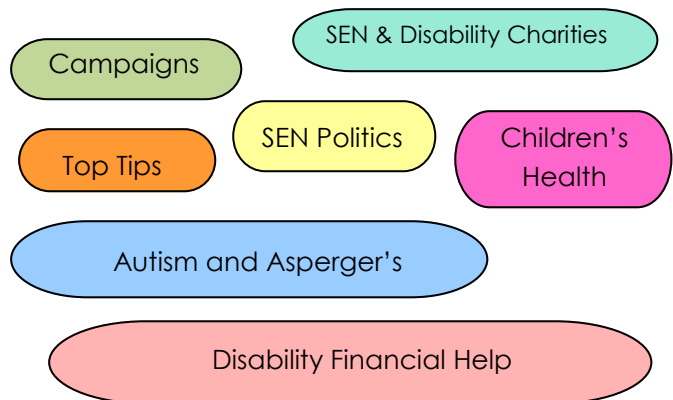 SEN & Disability Charities
Campaigns
SEN Politics
Children's
Health
Top Tips
Autism and Asperger's
Disability Financial Help